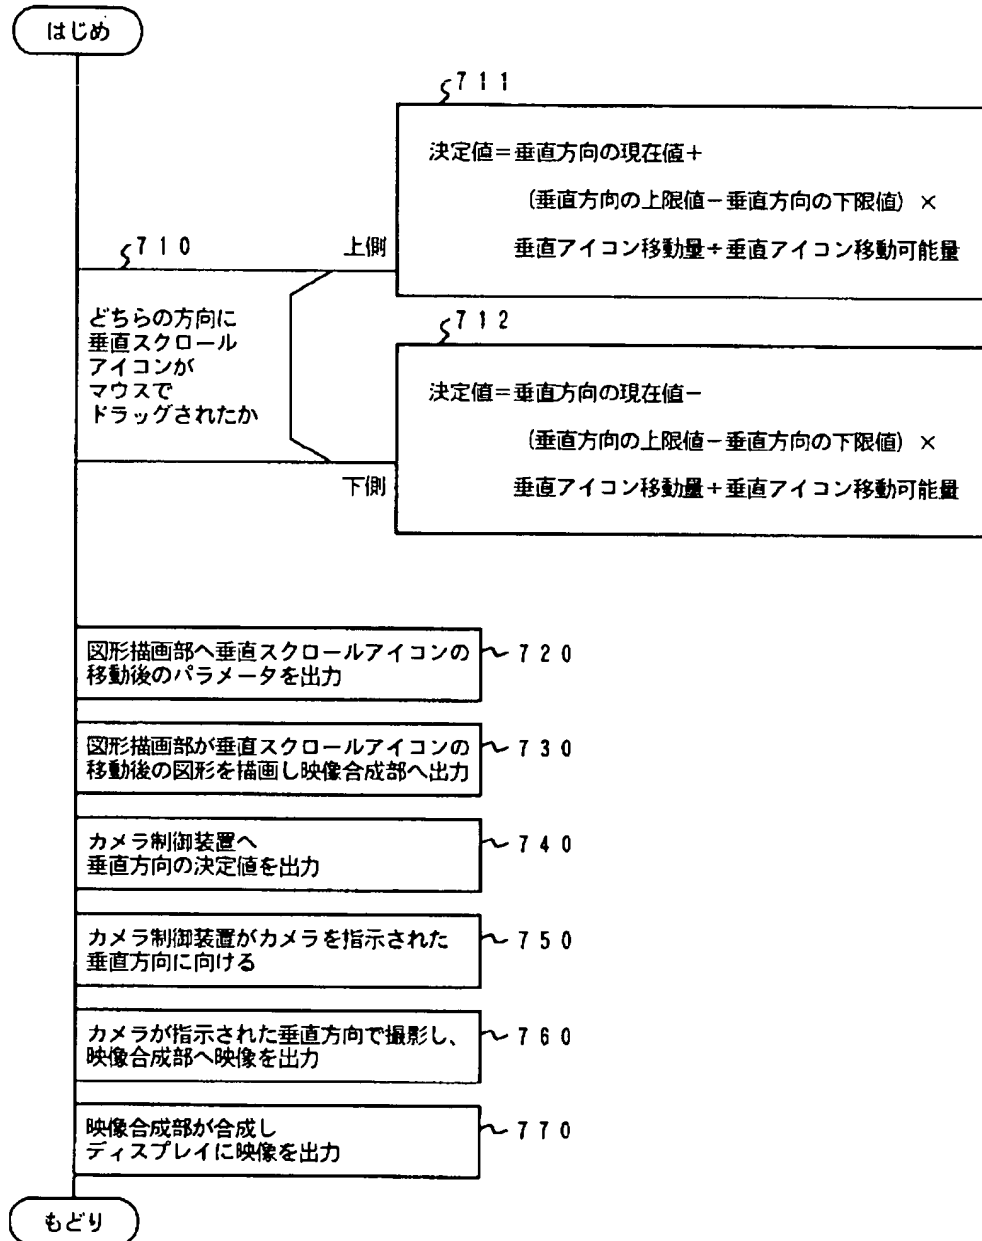 はじめ
711
決定値=垂直方向の現在値+
(垂直方向の上限値-垂直方向の下限値)×
垂直アイコン移動量÷垂直アイコン移動可能量
710
上側
どちらの方向に
垂直スクロール
アイコンが
マウスで
ドラッグされたか
712
決定値=垂直方向の現在値-
(垂直方向の上限値-垂直方向の下限値)×
垂直アイコン移動量÷垂直アイコン移動可能量
下側
図形描画部へ垂直スクロールアイコンの
移動後のパラメータを出力
720
図形描画部が垂直スクロールアイコンの
移動後の図形を描画し映像合成部へ出力
730
カメラ制御装置へ
垂直方向の決定値を出力
740
カメラ制御装置がカメラを指示された
垂直方向に向ける
750
カメラが指示された垂直方向で撮影し、
映像合成部へ映像を出力
760
映像合成部が合成し
ディスプレイに映像を出力
770
もどり